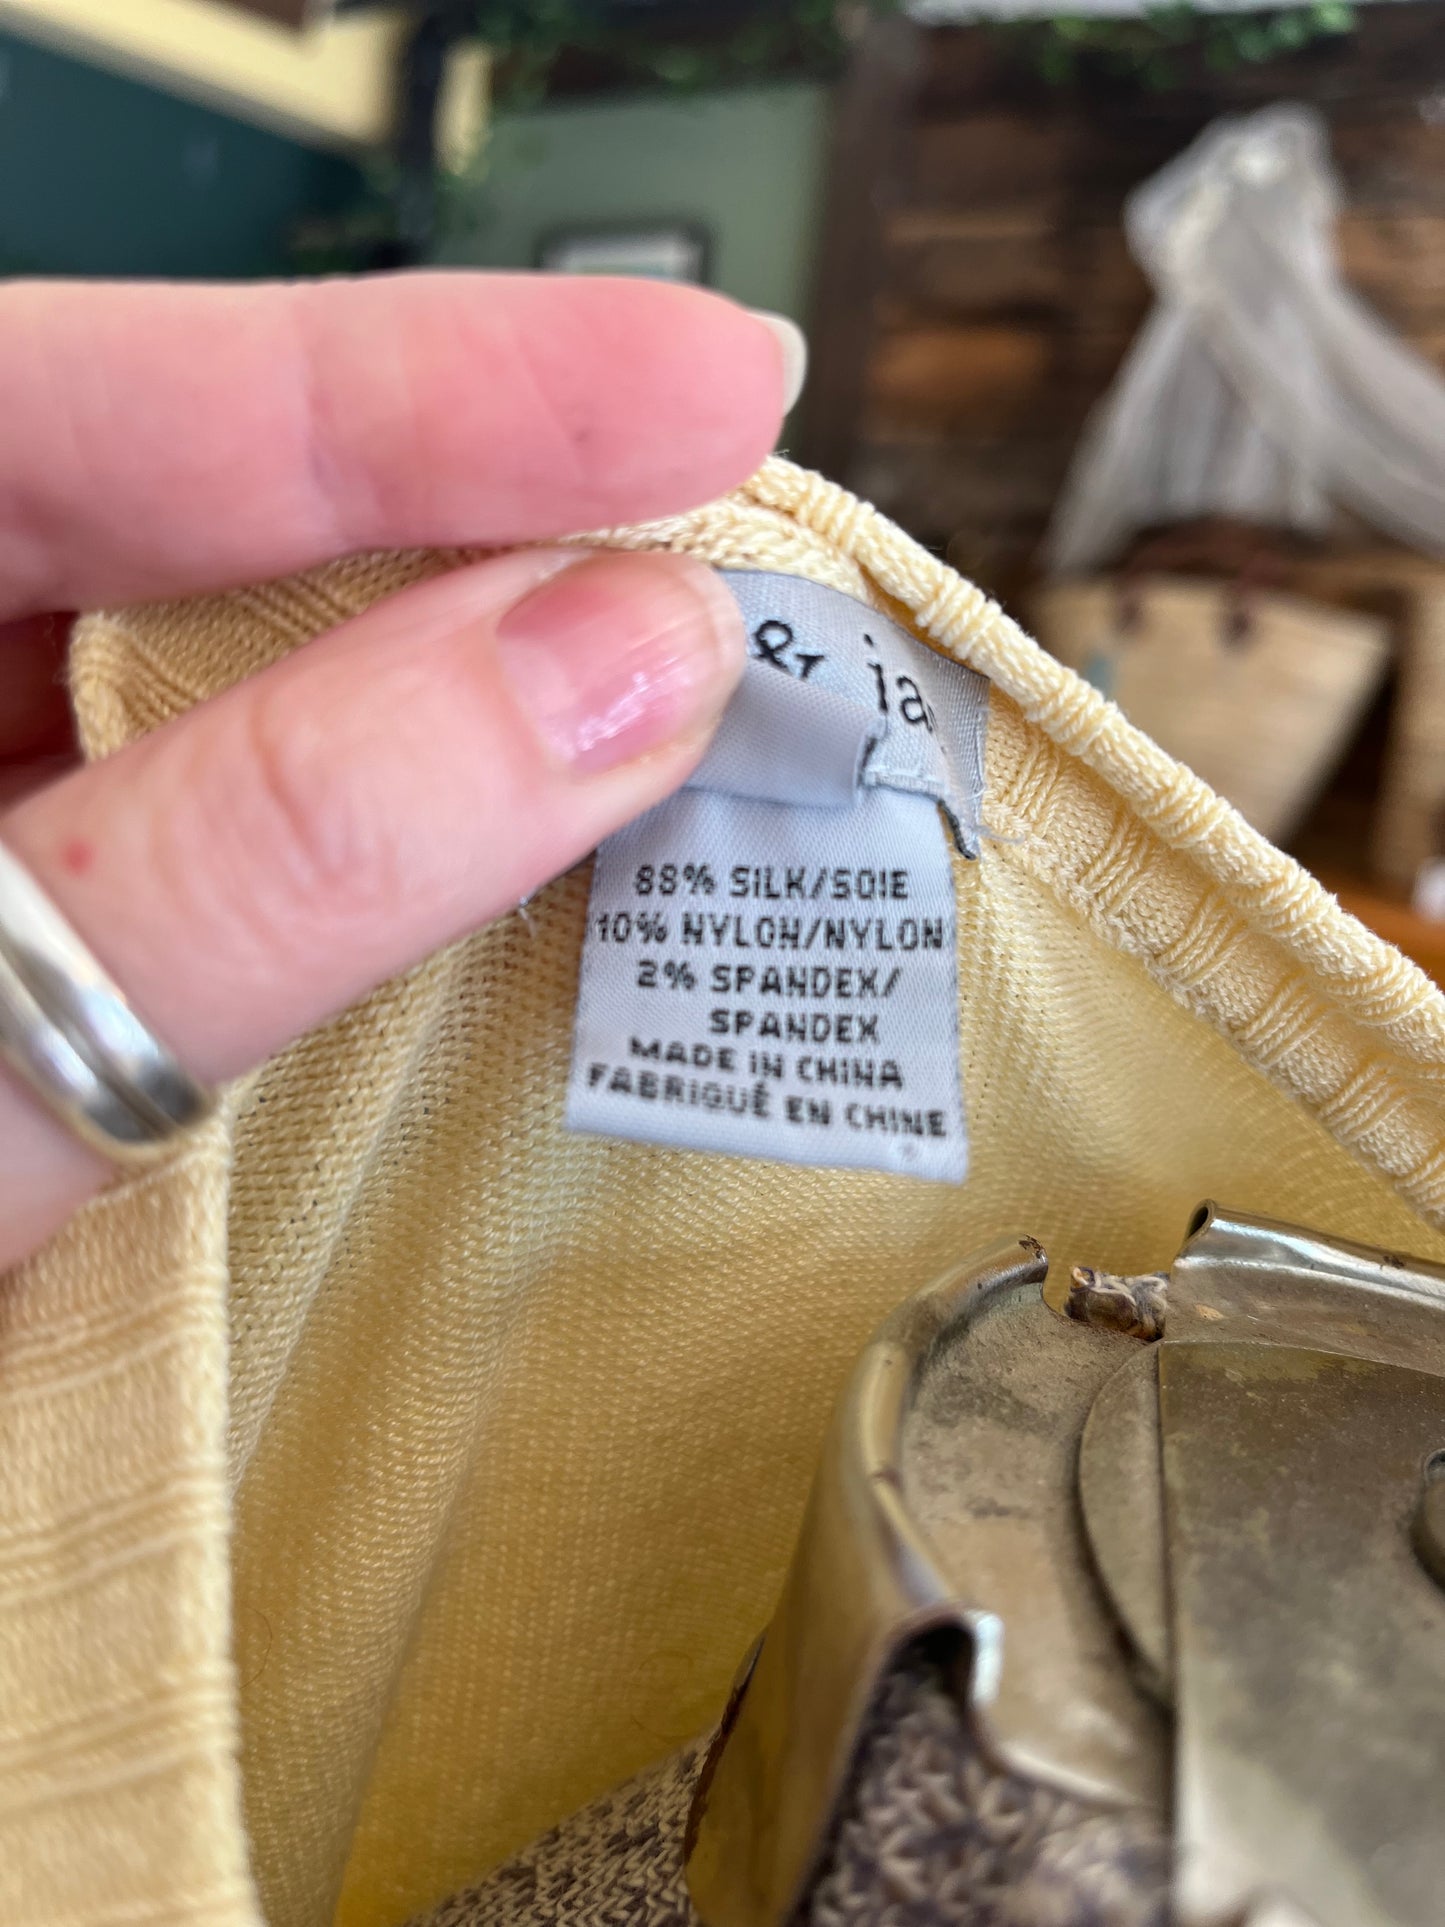 &
88% SILK/SOIE
10% NYLON/NYLON
2% SPANDEX/
SPANDEX
MADE IN CHINA
FABRIQUÉ EN CHINE